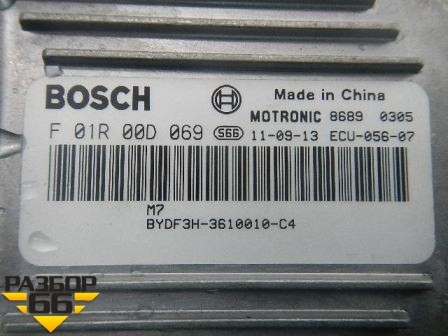 BOSCH
Made in China
MOTRONIC 8689 0305
F 01R 00D 069 S66 11-09-13 ECU-056-07
M7
BYDF3H-3610010-C4
РАЗБОР
66